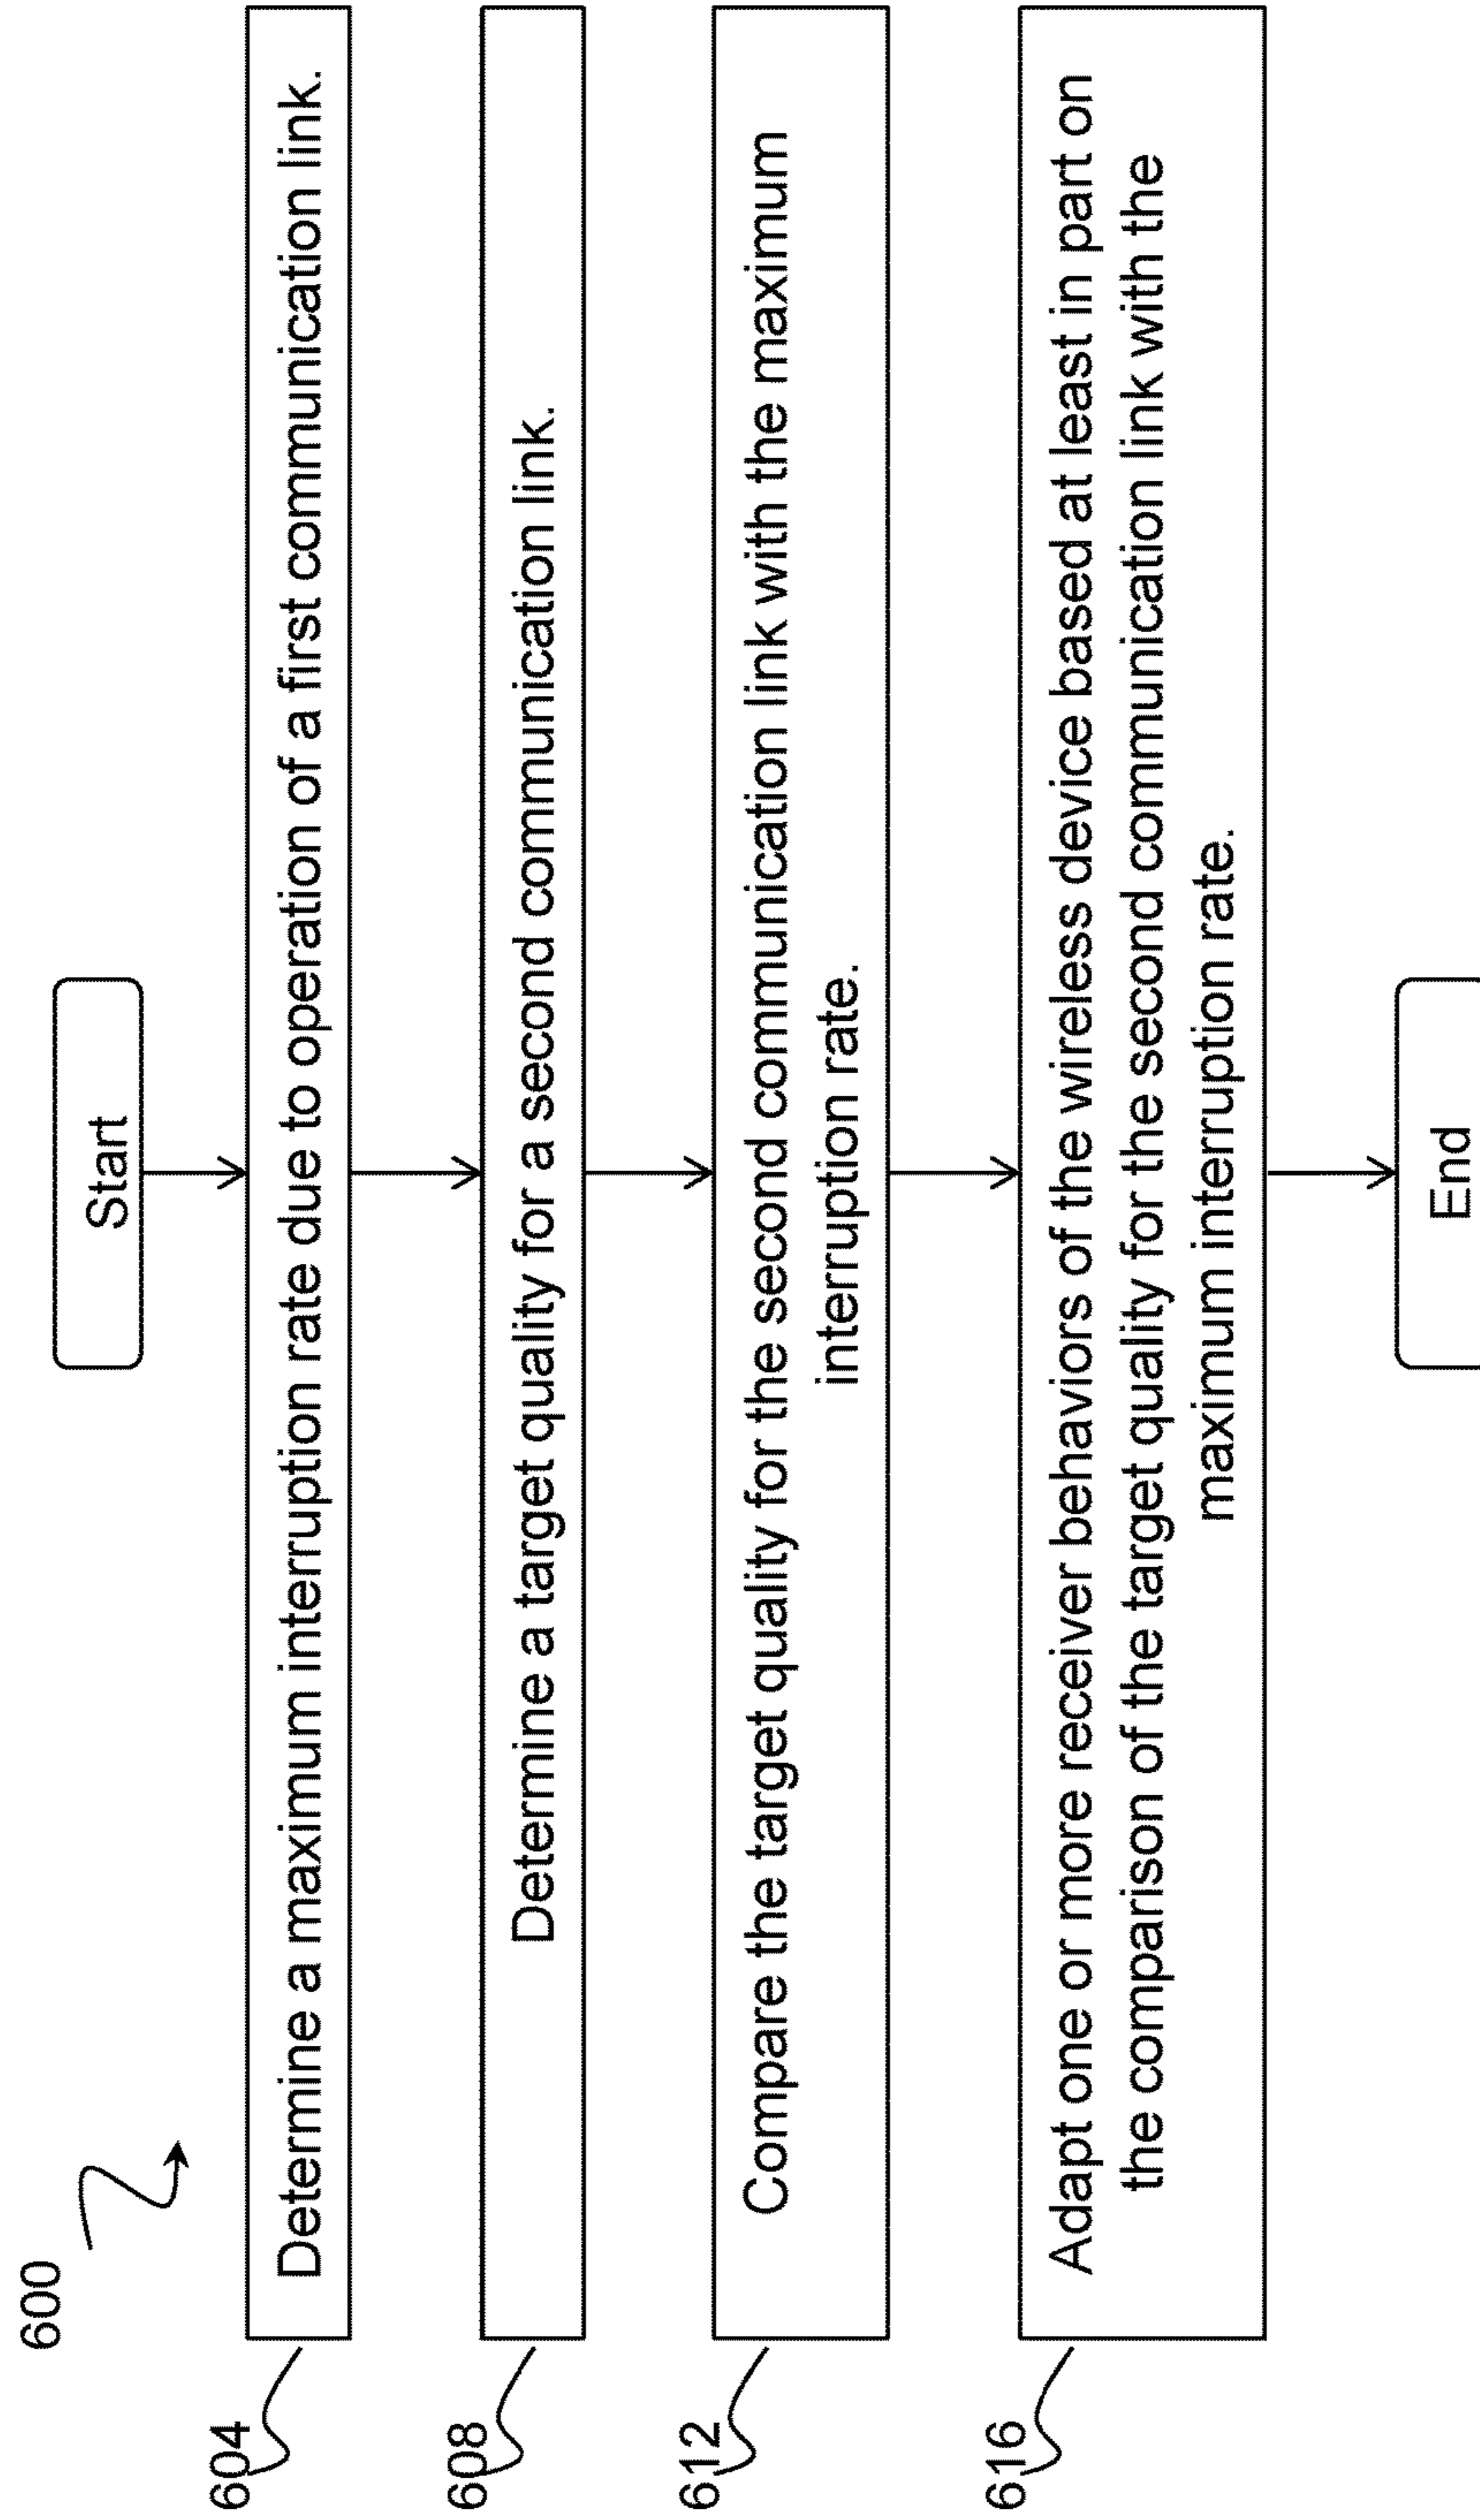 600
Start
604
Determine a maximum interruption rate due to operation of a first communication link.
608
Determine a target quality for a second communication link.
612
Compare the target quality for the second communication link with the maximum
interruption rate.
616
Adapt one or more receiver behaviors of the wireless device based at least in part on
the comparison of the target quality for the second communication link with the
maximum interruption rate.
End